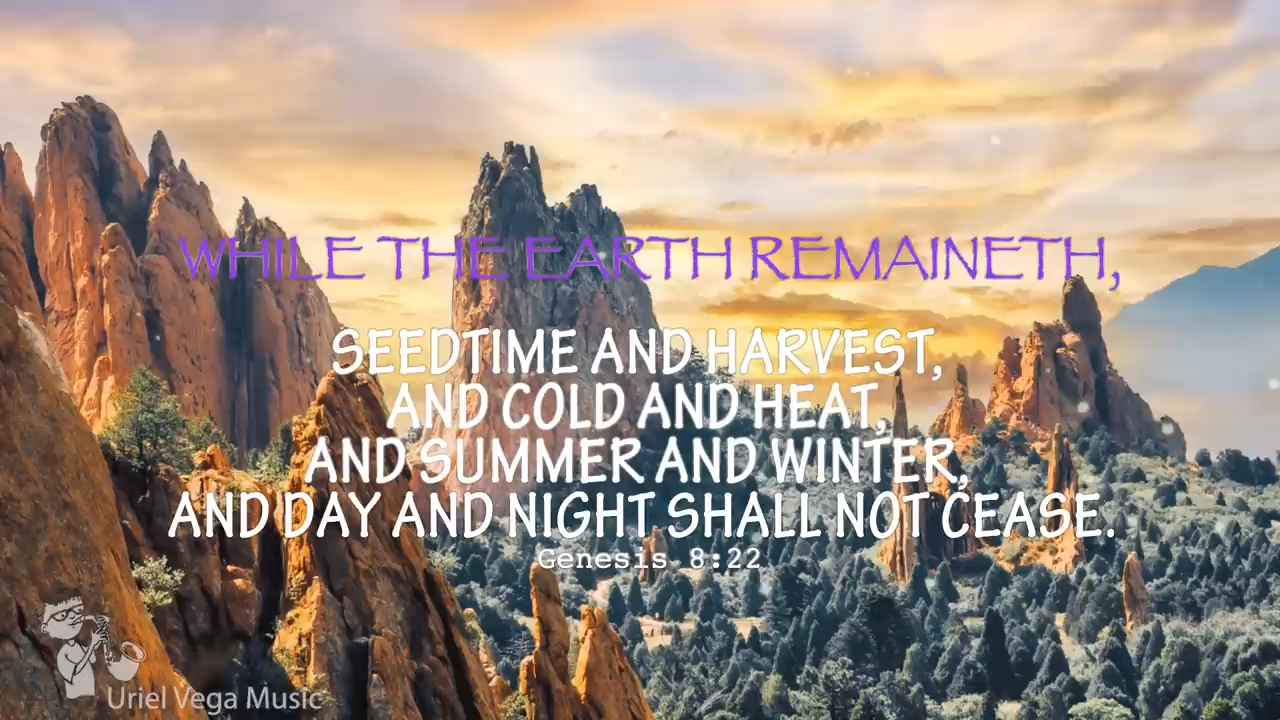 WHILE THE EARTH REMAINETH,
SEEDTIME AND HARVEST,
AND COLD AND HEAT,
AND SUMMER AND WINTER,
AND DAY AND NIGHT SHALL NOT CEASE.
Genesis 8:22
Uriel Vega Music